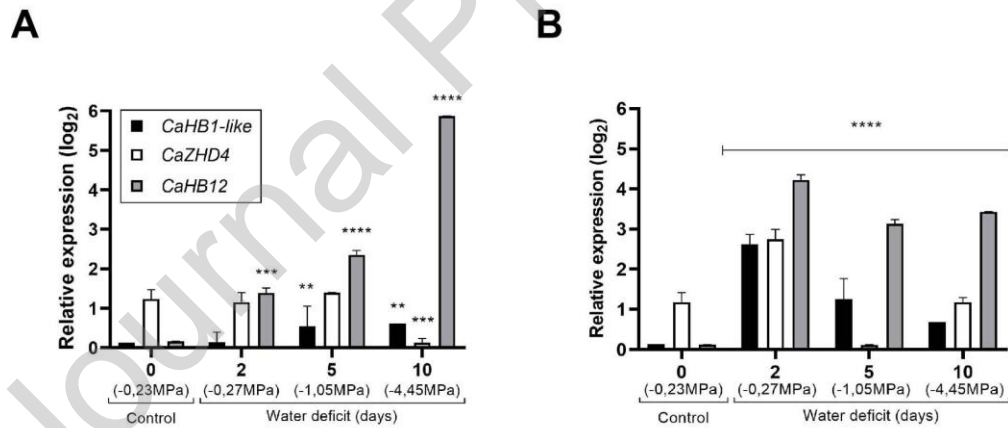 A
B
Journal P
Relative expression (log2)
6
5
4
3
2
1
0
CaHB1-like
CaZHD4
CaHB12
***
**
****
**
***
****
0
2
5
10
(-0,23MPa)
(-0,27MPa)
(-1,05MPa)
(-4,45MPa)
Control
Water deficit (days)
Relative expression (log2)
6
5
4
3
2
1
0
****
0
2
5
10
(-0,23MPa)
(-0,27MPa)
(-1,05MPa)
(-4,45MPa)
Control
Water deficit (days)